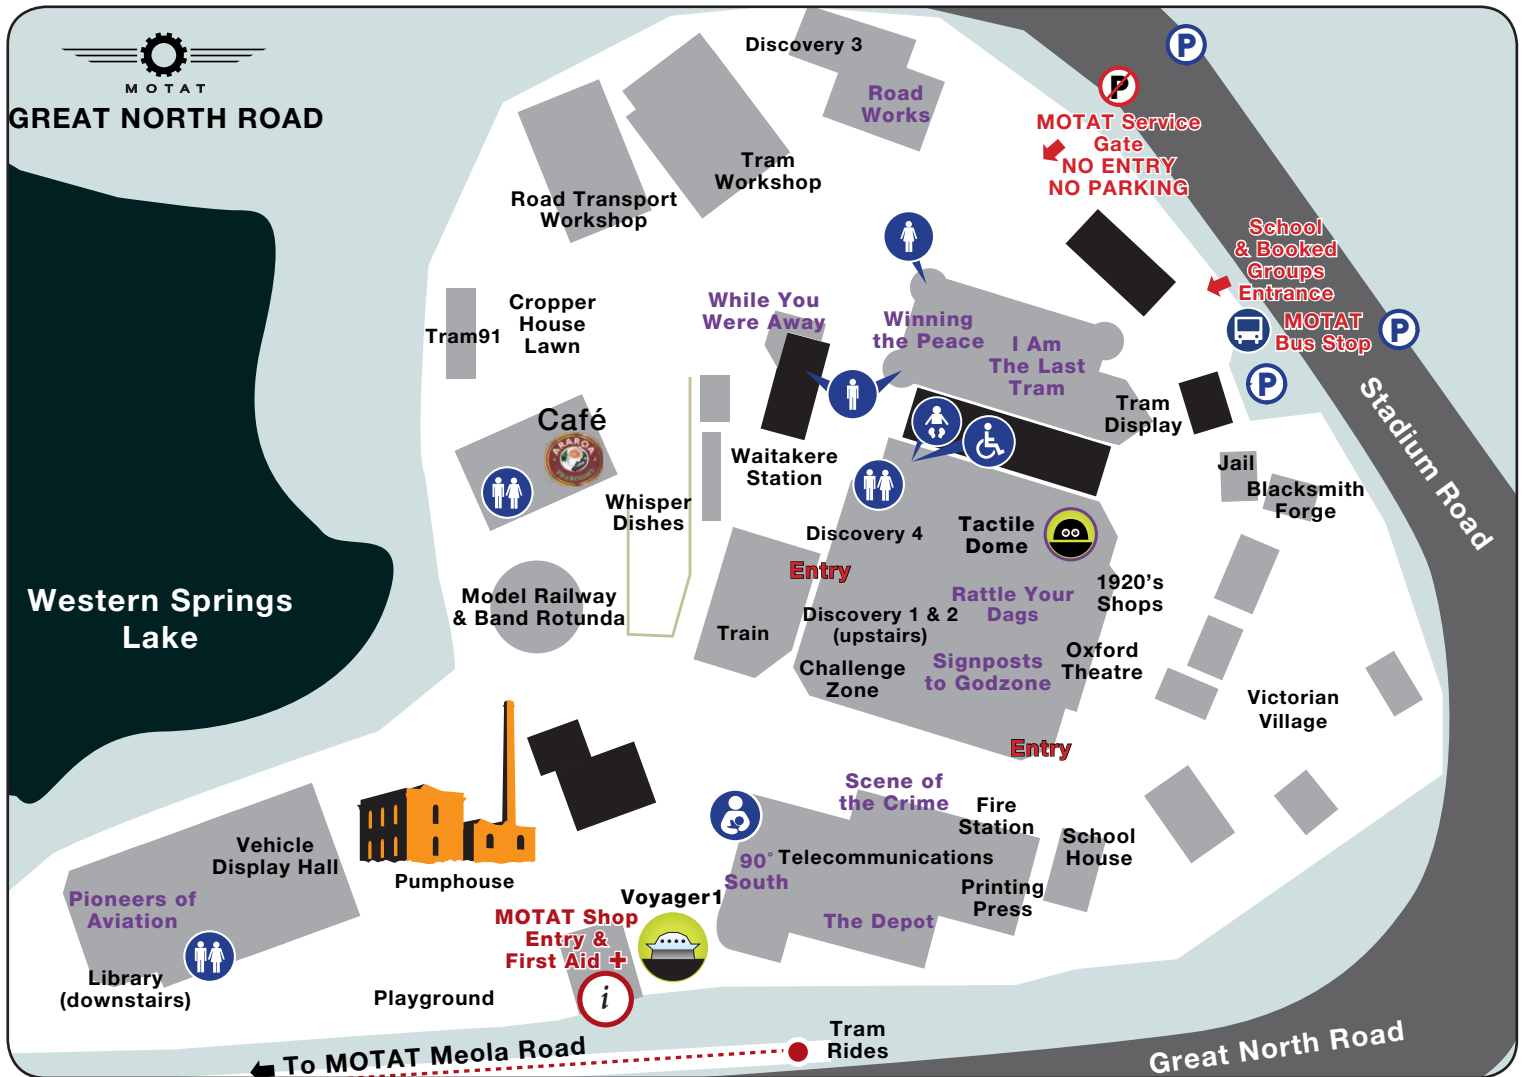 MOTAT
GREAT NORTH ROAD
Discovery 3
Road
Works
P
P
MOTAT Service
Gate
NO ENTRY
NO PARKING
Tram
Workshop
Road Transport
Workshop
School
& Booked
Groups
Entrance
MOTAT
Bus Stop
P
P
Stadium Road
While You
Were Away
Winning
the Peace
I Am
The Last
Tram
Cropper
House
Lawn
Tram91
Tram
Display
Café
ARAROA
Waitakere
Station
Whisper
Dishes
Jail
Blacksmith
Forge
Discovery 4
Tactile
Dome
Entry
1920's
Shops
Rattle Your
Dags
Model Railway
& Band Rotunda
Train
Discovery 1 & 2
(upstairs)
Challenge
Zone
Signposts
to Godzone
Oxford
Theatre
Western Springs
Lake
Victorian
Village
Entry
Scene of
the Crime
Fire
Station
School
House
Telecommunications
90° South
Printing
Press
The Depot
Vehicle
Display Hall
Pumphouse
Pioneers of
Aviation
Voyager1
MOTAT Shop
Entry &
First Aid +
i
Library
(downstairs)
Playground
Tram
Rides
To MOTAT Meola Road
Great North Road